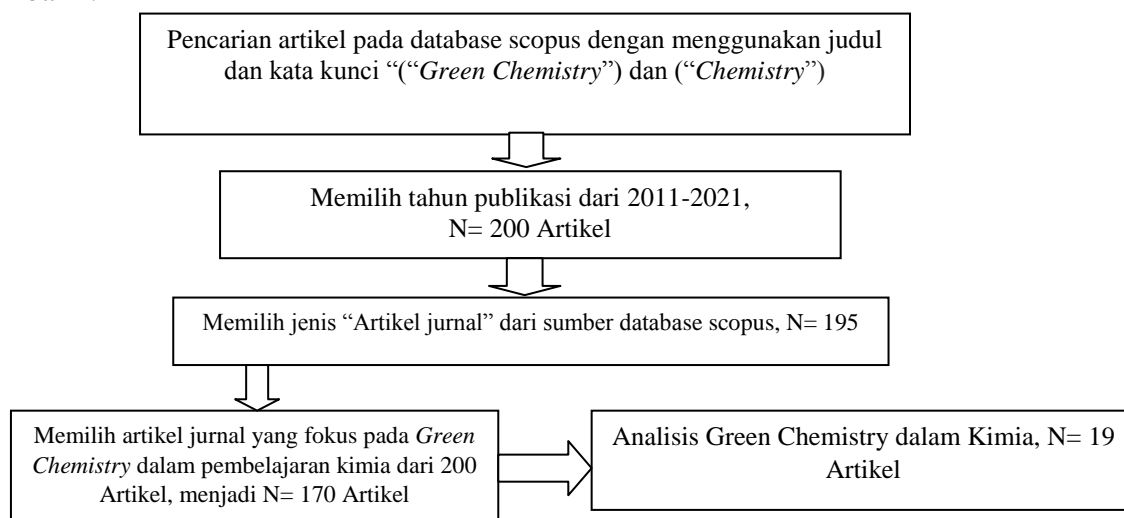 Pencarian artikel pada database scopus dengan menggunakan judul
dan kata kunci “(“Green Chemistry”) dan (“Chemistry”)
Memilih tahun publikasi dari 2011-2021,
N= 200 Artikel
Memilih jenis “Artikel jurnal” dari sumber database scopus, N= 195
Memilih artikel jurnal yang fokus pada Green
Chemistry dalam pembelajaran kimia dari 200
Artikel, menjadi N= 170 Artikel
Analisis Green Chemistry dalam Kimia, N= 19
Artikel